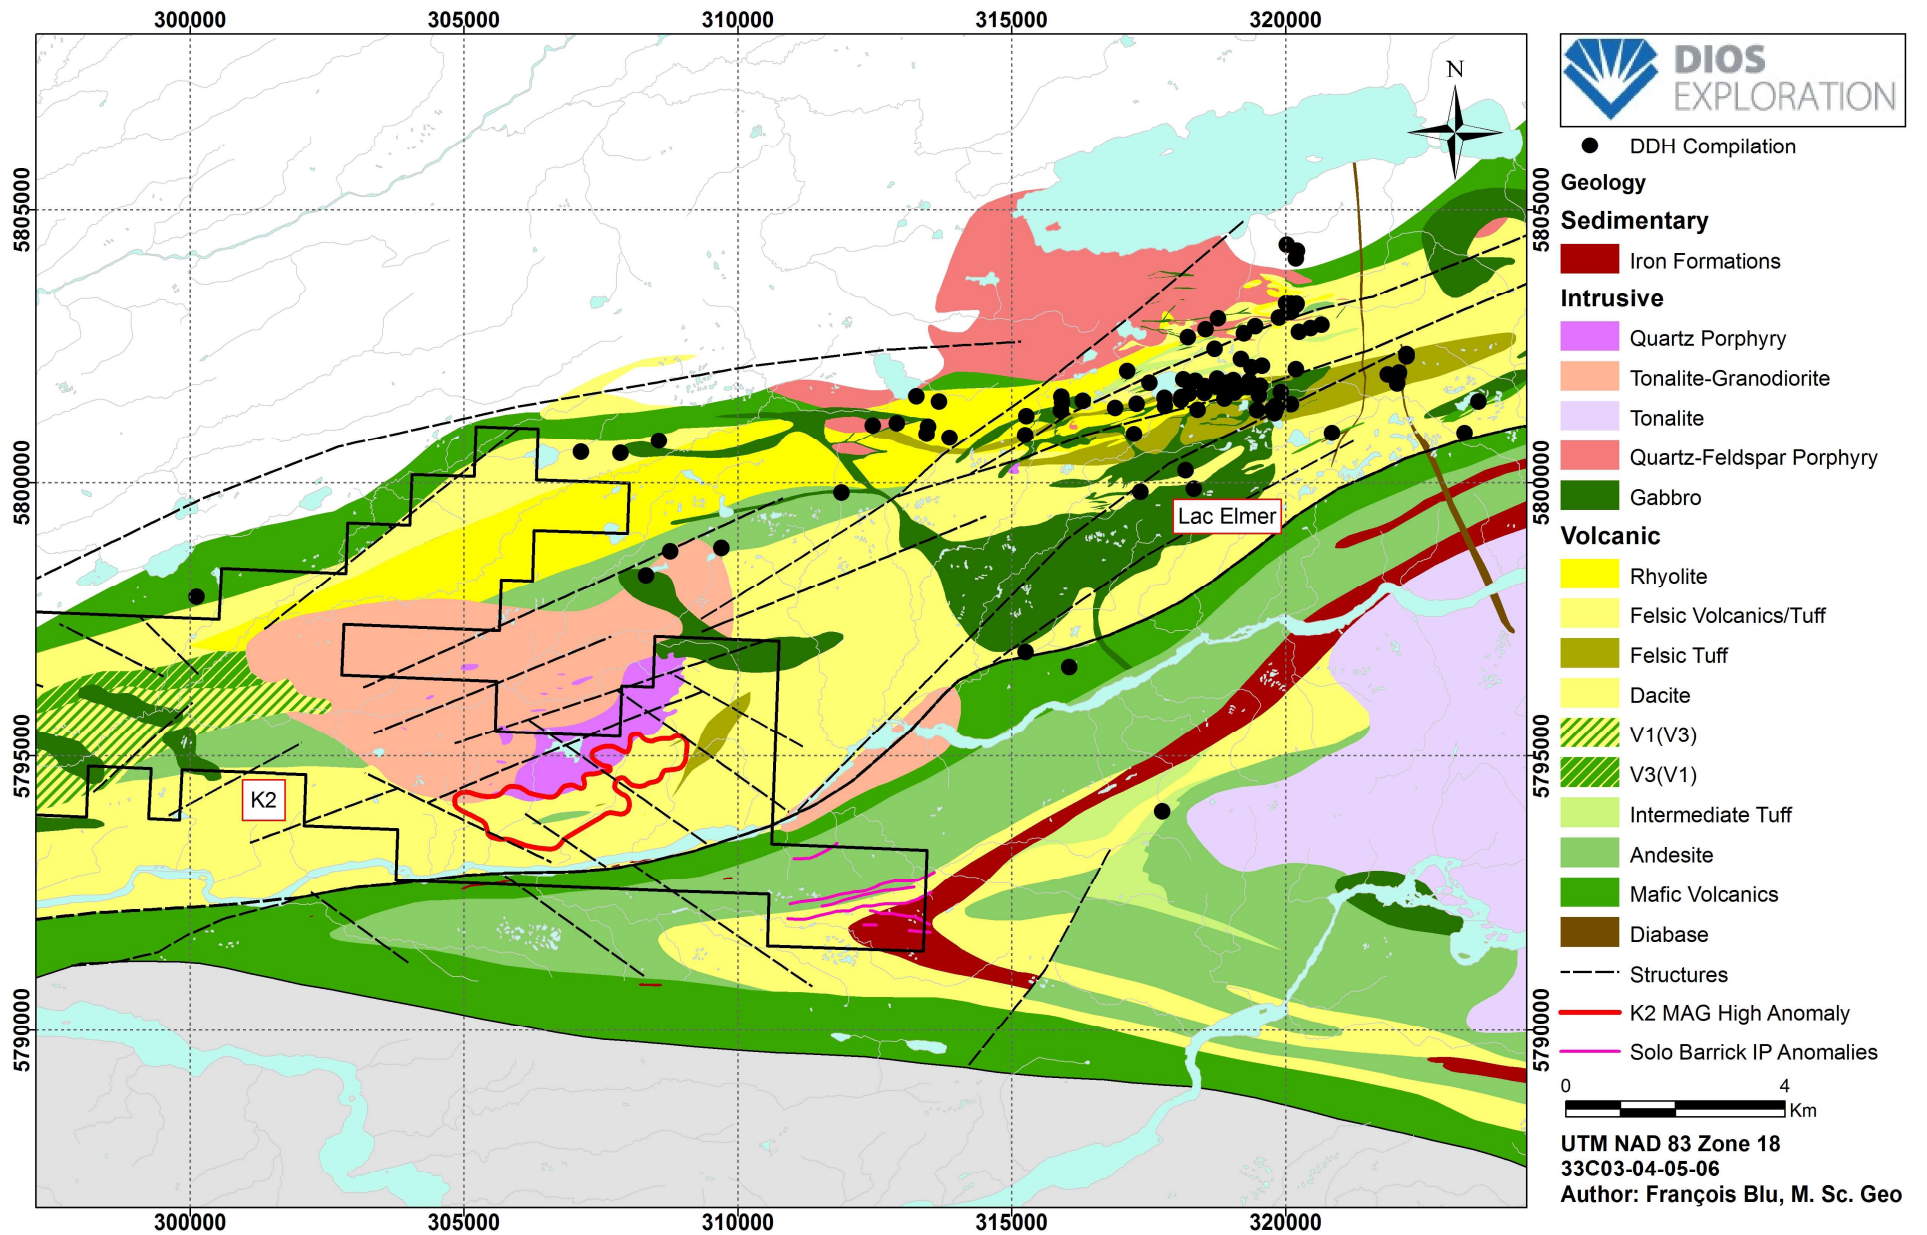 300000 305000 310000 315000 320000
DIOS
EXPLORATION
N
DDH Compilation
Geology
Sedimentary
Iron Formations
Intrusive
Quartz Porphyry
Tonalite-Granodiorite
Tonalite
Quartz-Feldspar Porphyry
Gabbro
Volcanic
Rhyolite
Felsic Volcanics/Tuff
Felsic Tuff
Dacite
V1(V3)
V3(V1)
Intermediate Tuff
Andesite
Mafic Volcanics
Diabase
Structures
K2 MAG High Anomaly
Solo Barrick IP Anomalies
0 4
Km
UTM NAD 83 Zone 18
33C03-04-05-06
Author: François Blu, M. Sc. Geo
5805000 5805000
5800000 5800000
Lac Elmer
5795000 5795000
K2
5790000 5790000
300000 305000 310000 315000 320000